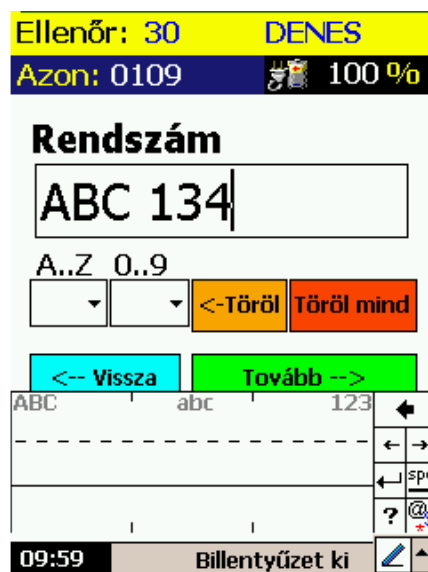 Ellenőr: 30 DENES
Azon: 0109 100 %
Rendszám
ABC 134
A..Z 0..9
<-Töröl Töröl mind
<-- Vissza Tovább -->
ABC abc 123
?
@
09:59 Billentyűzet ki